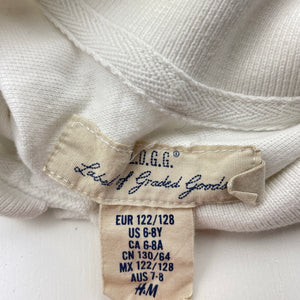 L.O.G.G.®
Label of Graded Goods
EUR 122/128
US 6-8Y
CA 6-8A
CN 130/64
MX 122/128
AUS 7-8
H&M